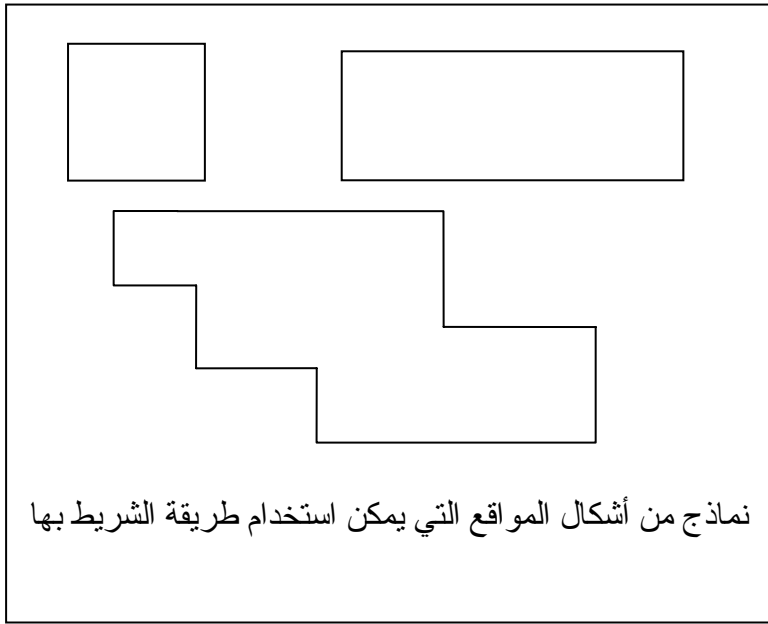 نماذج من أشكال المواقع التي يمكن استخدام طريقة الشريط بها